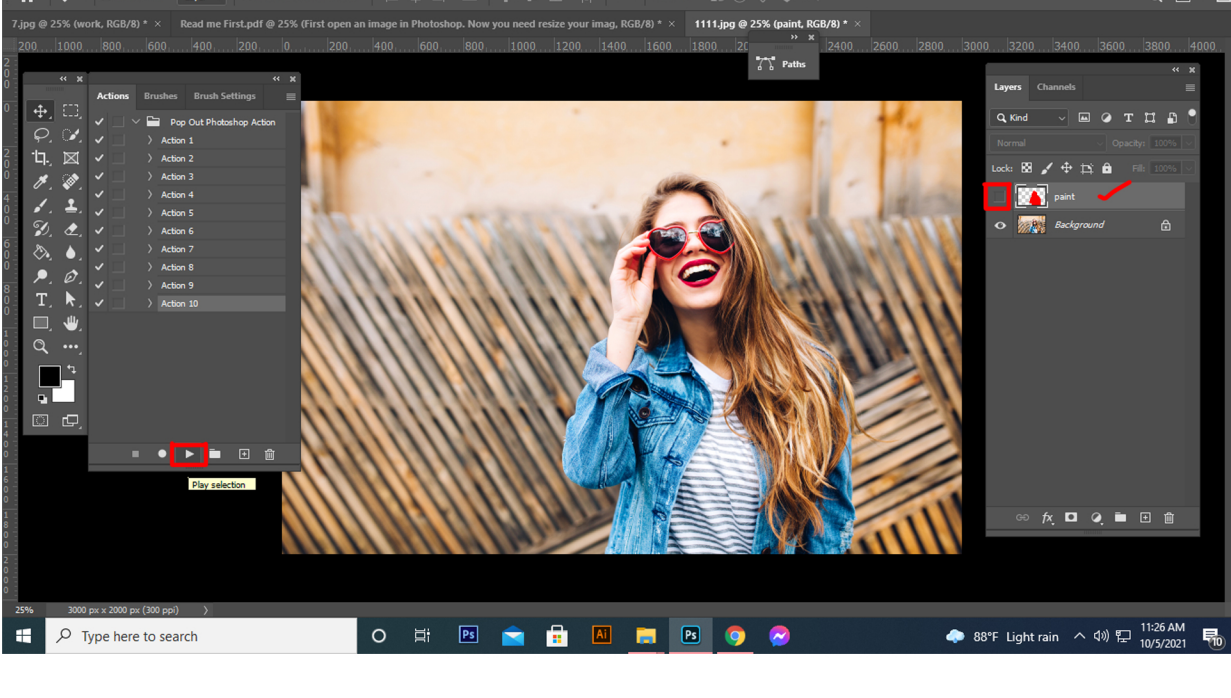 7.jpg @ 25% (work, RGB/8) * × Read me First.pdf @ 25% (First open an image in Photoshop. Now you need resize your imag, RGB/8) * × 1111.jpg @ 25% (paint, RGB/8) * ×
200 1000 800 600 400 200 0 200 400 600 800 1000 1200 1400 1600 1800 2400 2600 2800 3000 3200 3400 3600 3800 4000
Paths
Actions Brushes Brush Settings
Pop Out Photoshop Action
Action 1
Action 2
Action 3
Action 4
Action 5
Action 6
Action 7
Action 8
Action 9
Action 10
Play selection
Layers Channels
Kind
Normal Opacity: 100%
Lock: Fill: 100%
paint
Background
25% 3000 px x 2000 px (300 ppi)
Type here to search
Ps Ai Ps
88°F Light rain
11:26 AM
10/5/2021
10